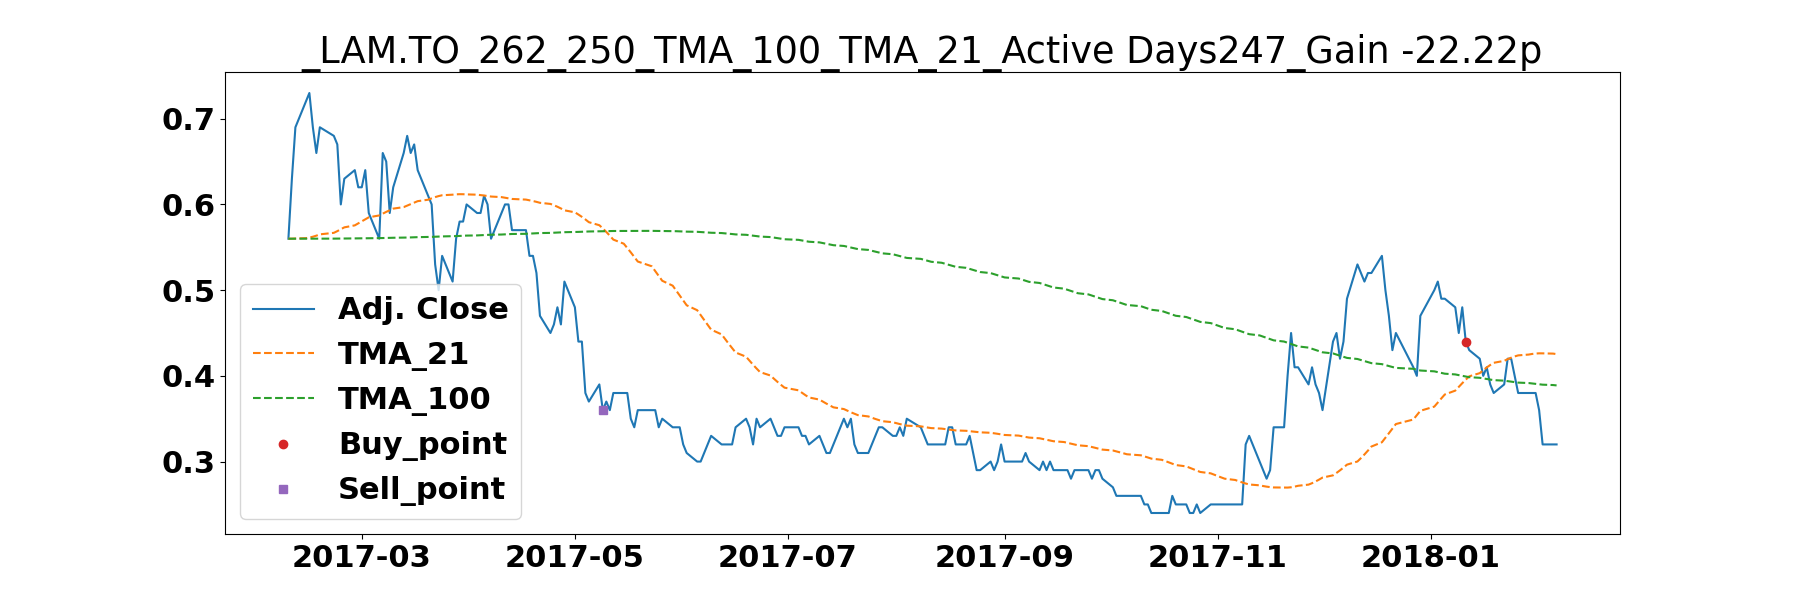 _LAM.TO_262_250_TMA_100_TMA_21_Active Days247_Gain -22.22p
0.7
0.6
0.5
0.4
0.3
Adj. Close
TMA_21
TMA_100
Buy_point
Sell_point
2017-03 2017-05 2017-07 2017-09 2017-11 2018-01